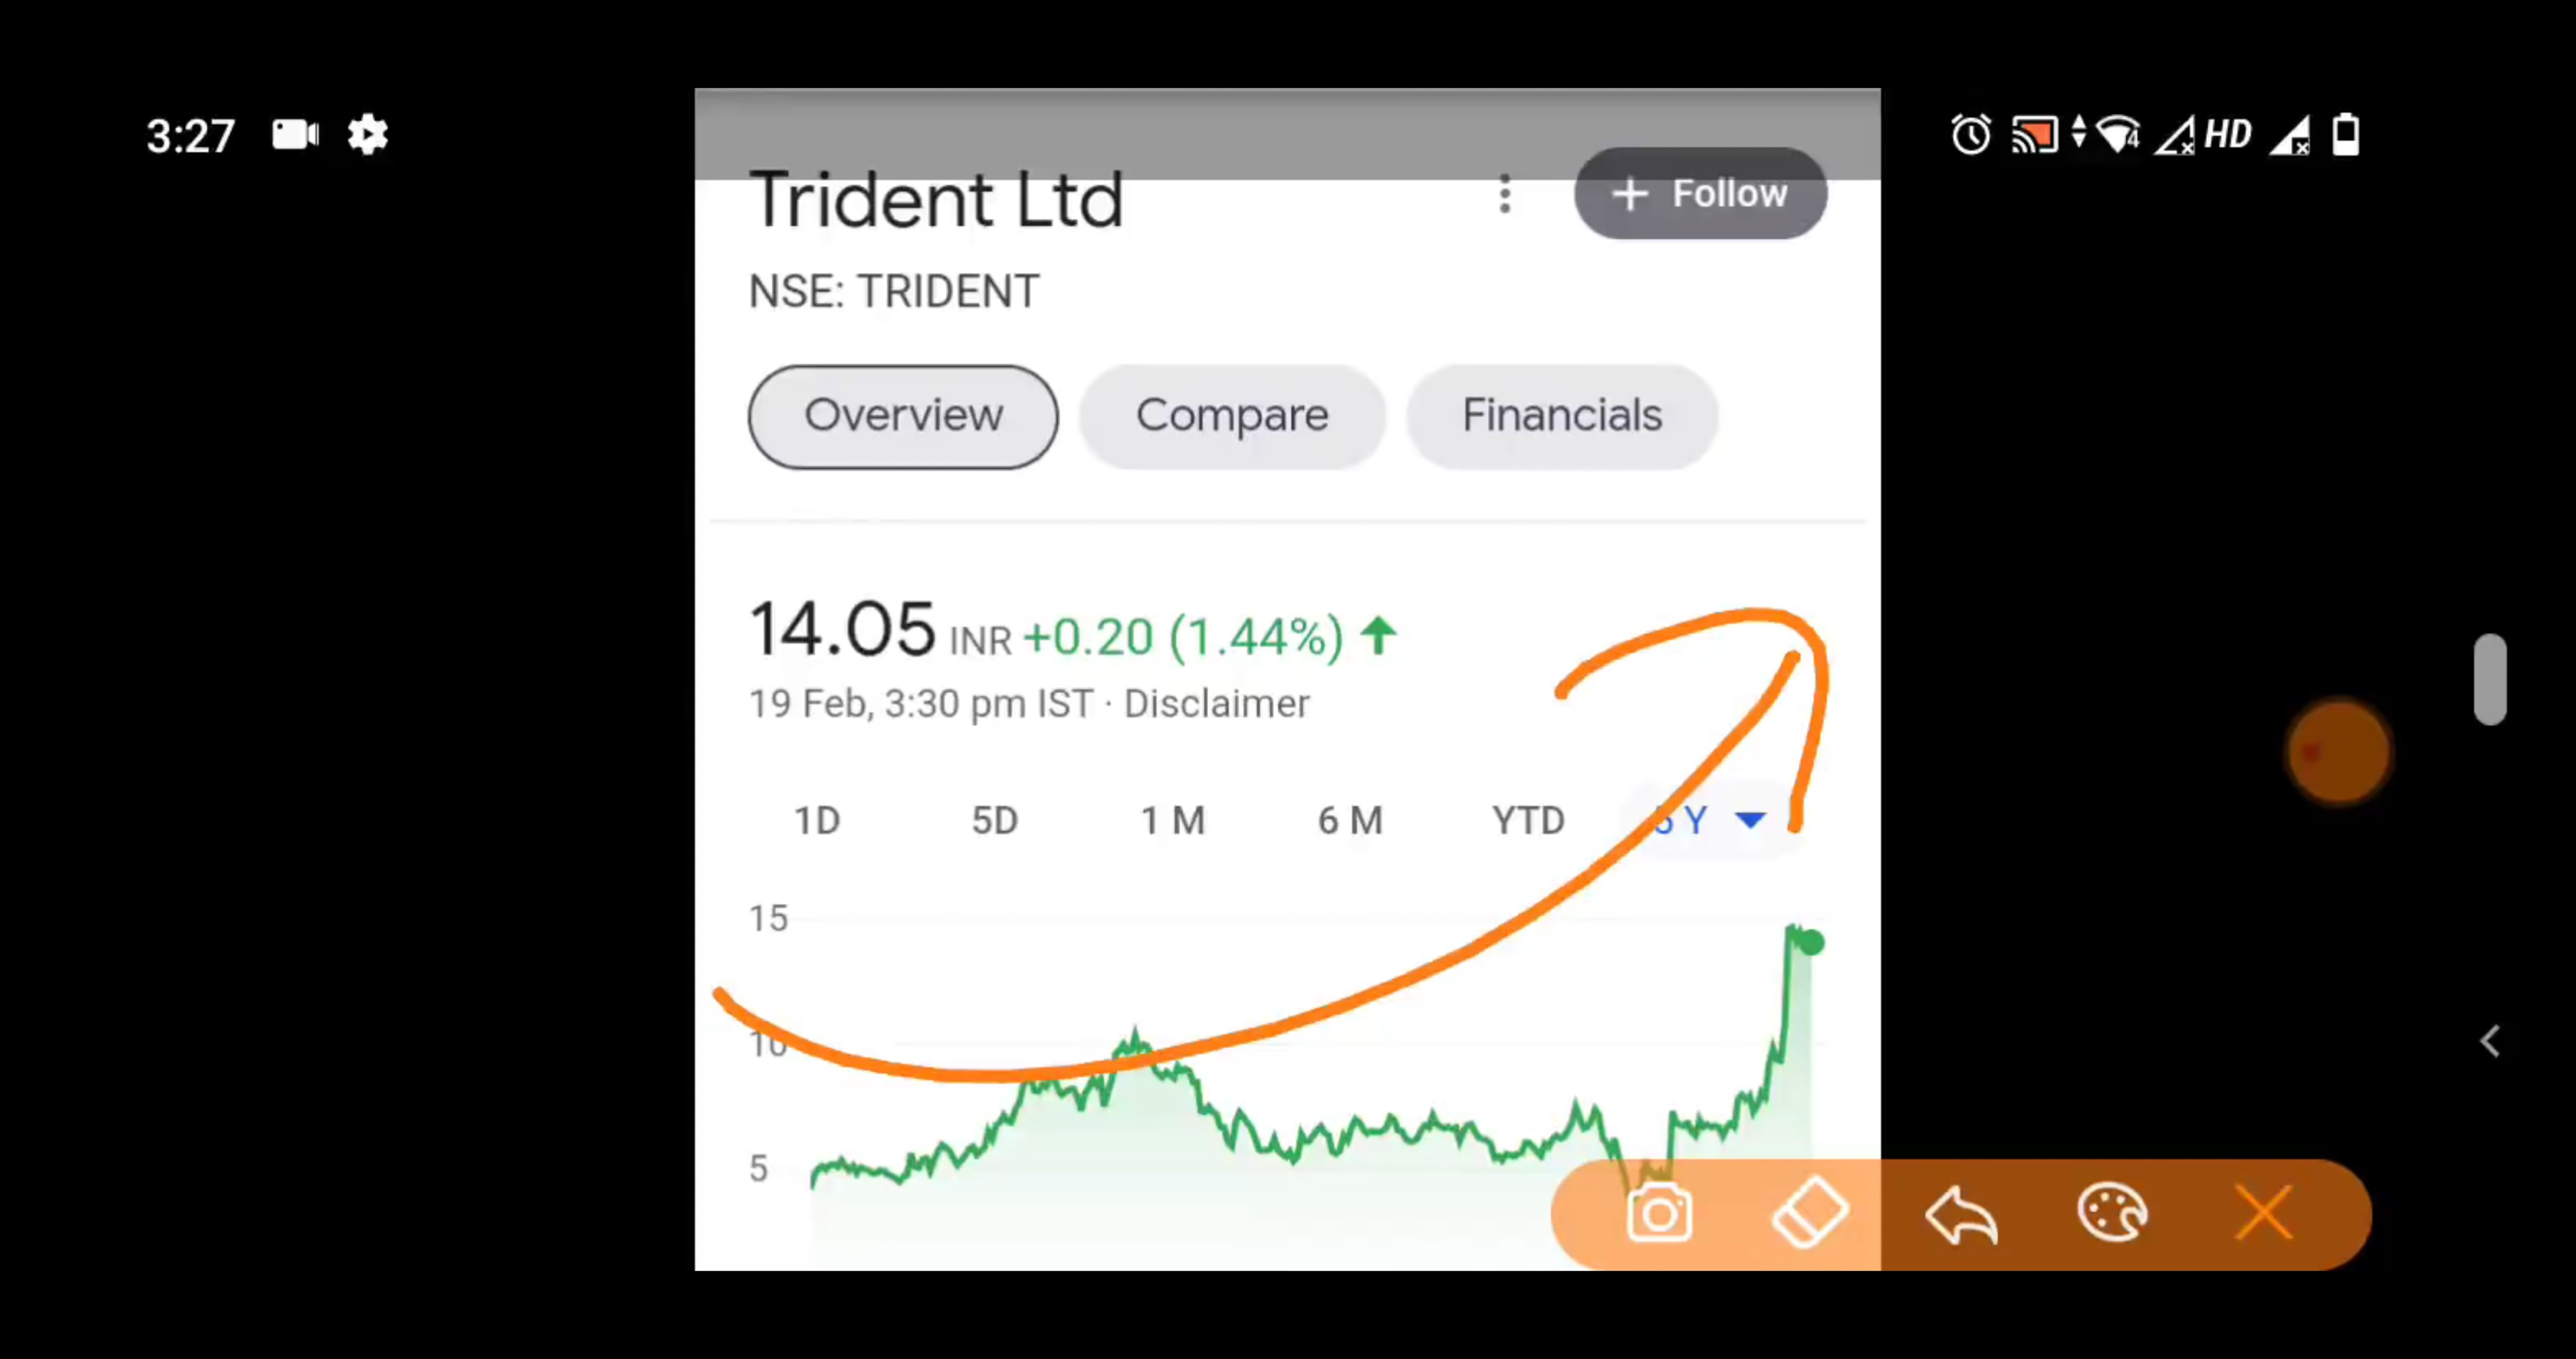 3:27
HD
Trident Ltd
+ Follow
NSE: TRIDENT
Overview
Compare
Financials
14.05 INR +0.20 (1.44%)
19 Feb, 3:30 pm IST · Disclaimer
1D 5D 1 M 6 M YTD Y
15
10
5